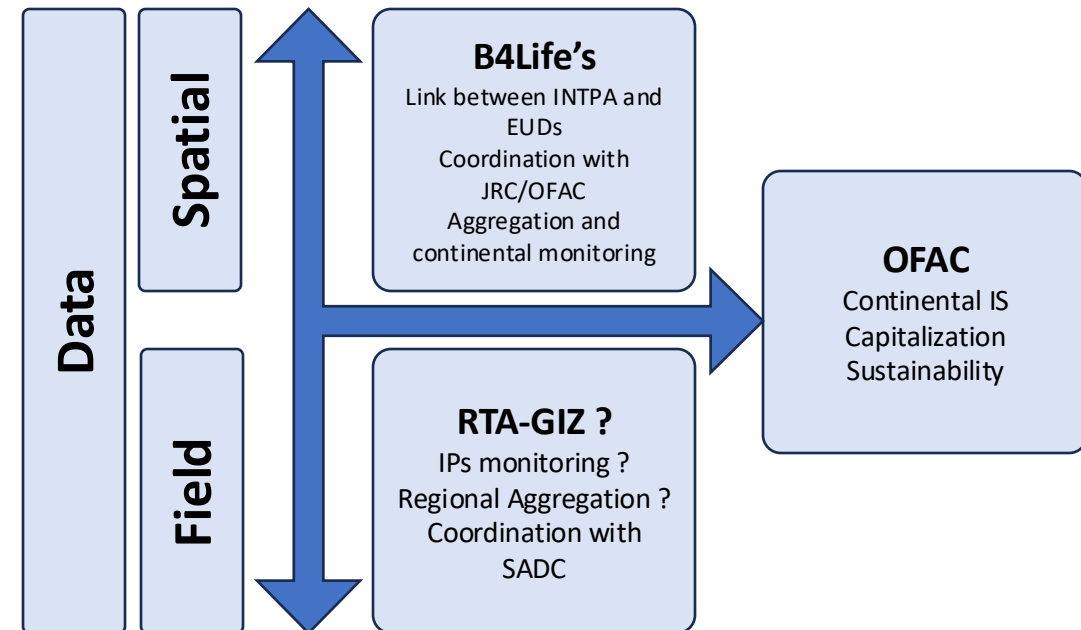 Data
Spatial
Field
B4Life’s
Link between INTPA and
EUDs
Coordination with
JRC/OFAC
Aggregation and
continental monitoring
RTA-GIZ ?
IPs monitoring ?
Regional Aggregation ?
Coordination with
SADC
OFAC
Continental IS
Capitalization
Sustainability